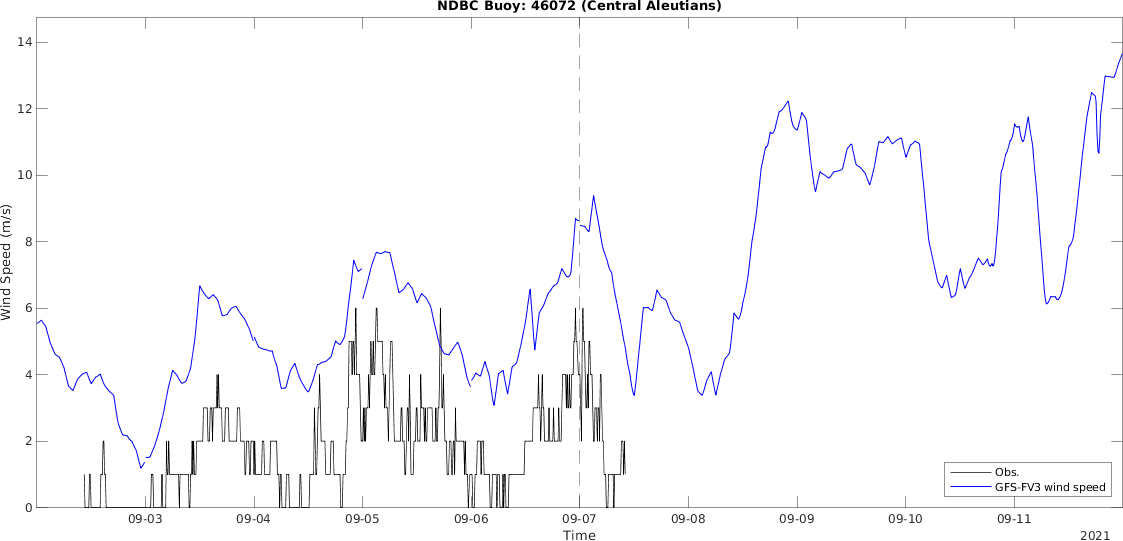 NDBC Buoy: 46072 (Central Aleutians)
14
12
10
8
6
4
2
0
Wind Speed (m/s)
Obs.
GFS-FV3 wind speed
09-03 09-04 09-05 09-06 09-07 09-08 09-09 09-10 09-11
Time
2021